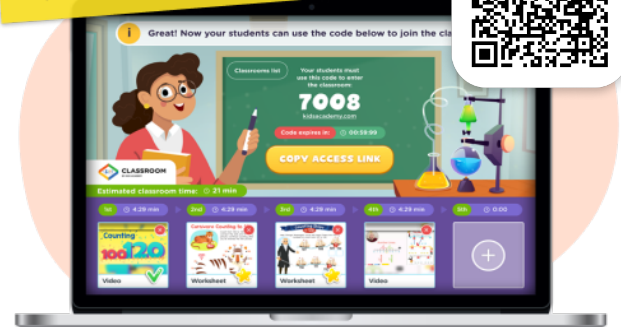 Great! Now your students can use the code below to join the cla
Classrooms list
Your students must
use this code to enter
the classroom
7008
kidsacademy.com
Code expires in: 00:59:99
COPY ACCESS LINK
CLASSROOM
Estimated classroom time: 21 min
1st 4:29 min
2nd 4:29 min
3rd 4:29 min
4th 4:29 min
5th 0:00
Counting
100 120
Video
Worksheet
Worksheet
Video